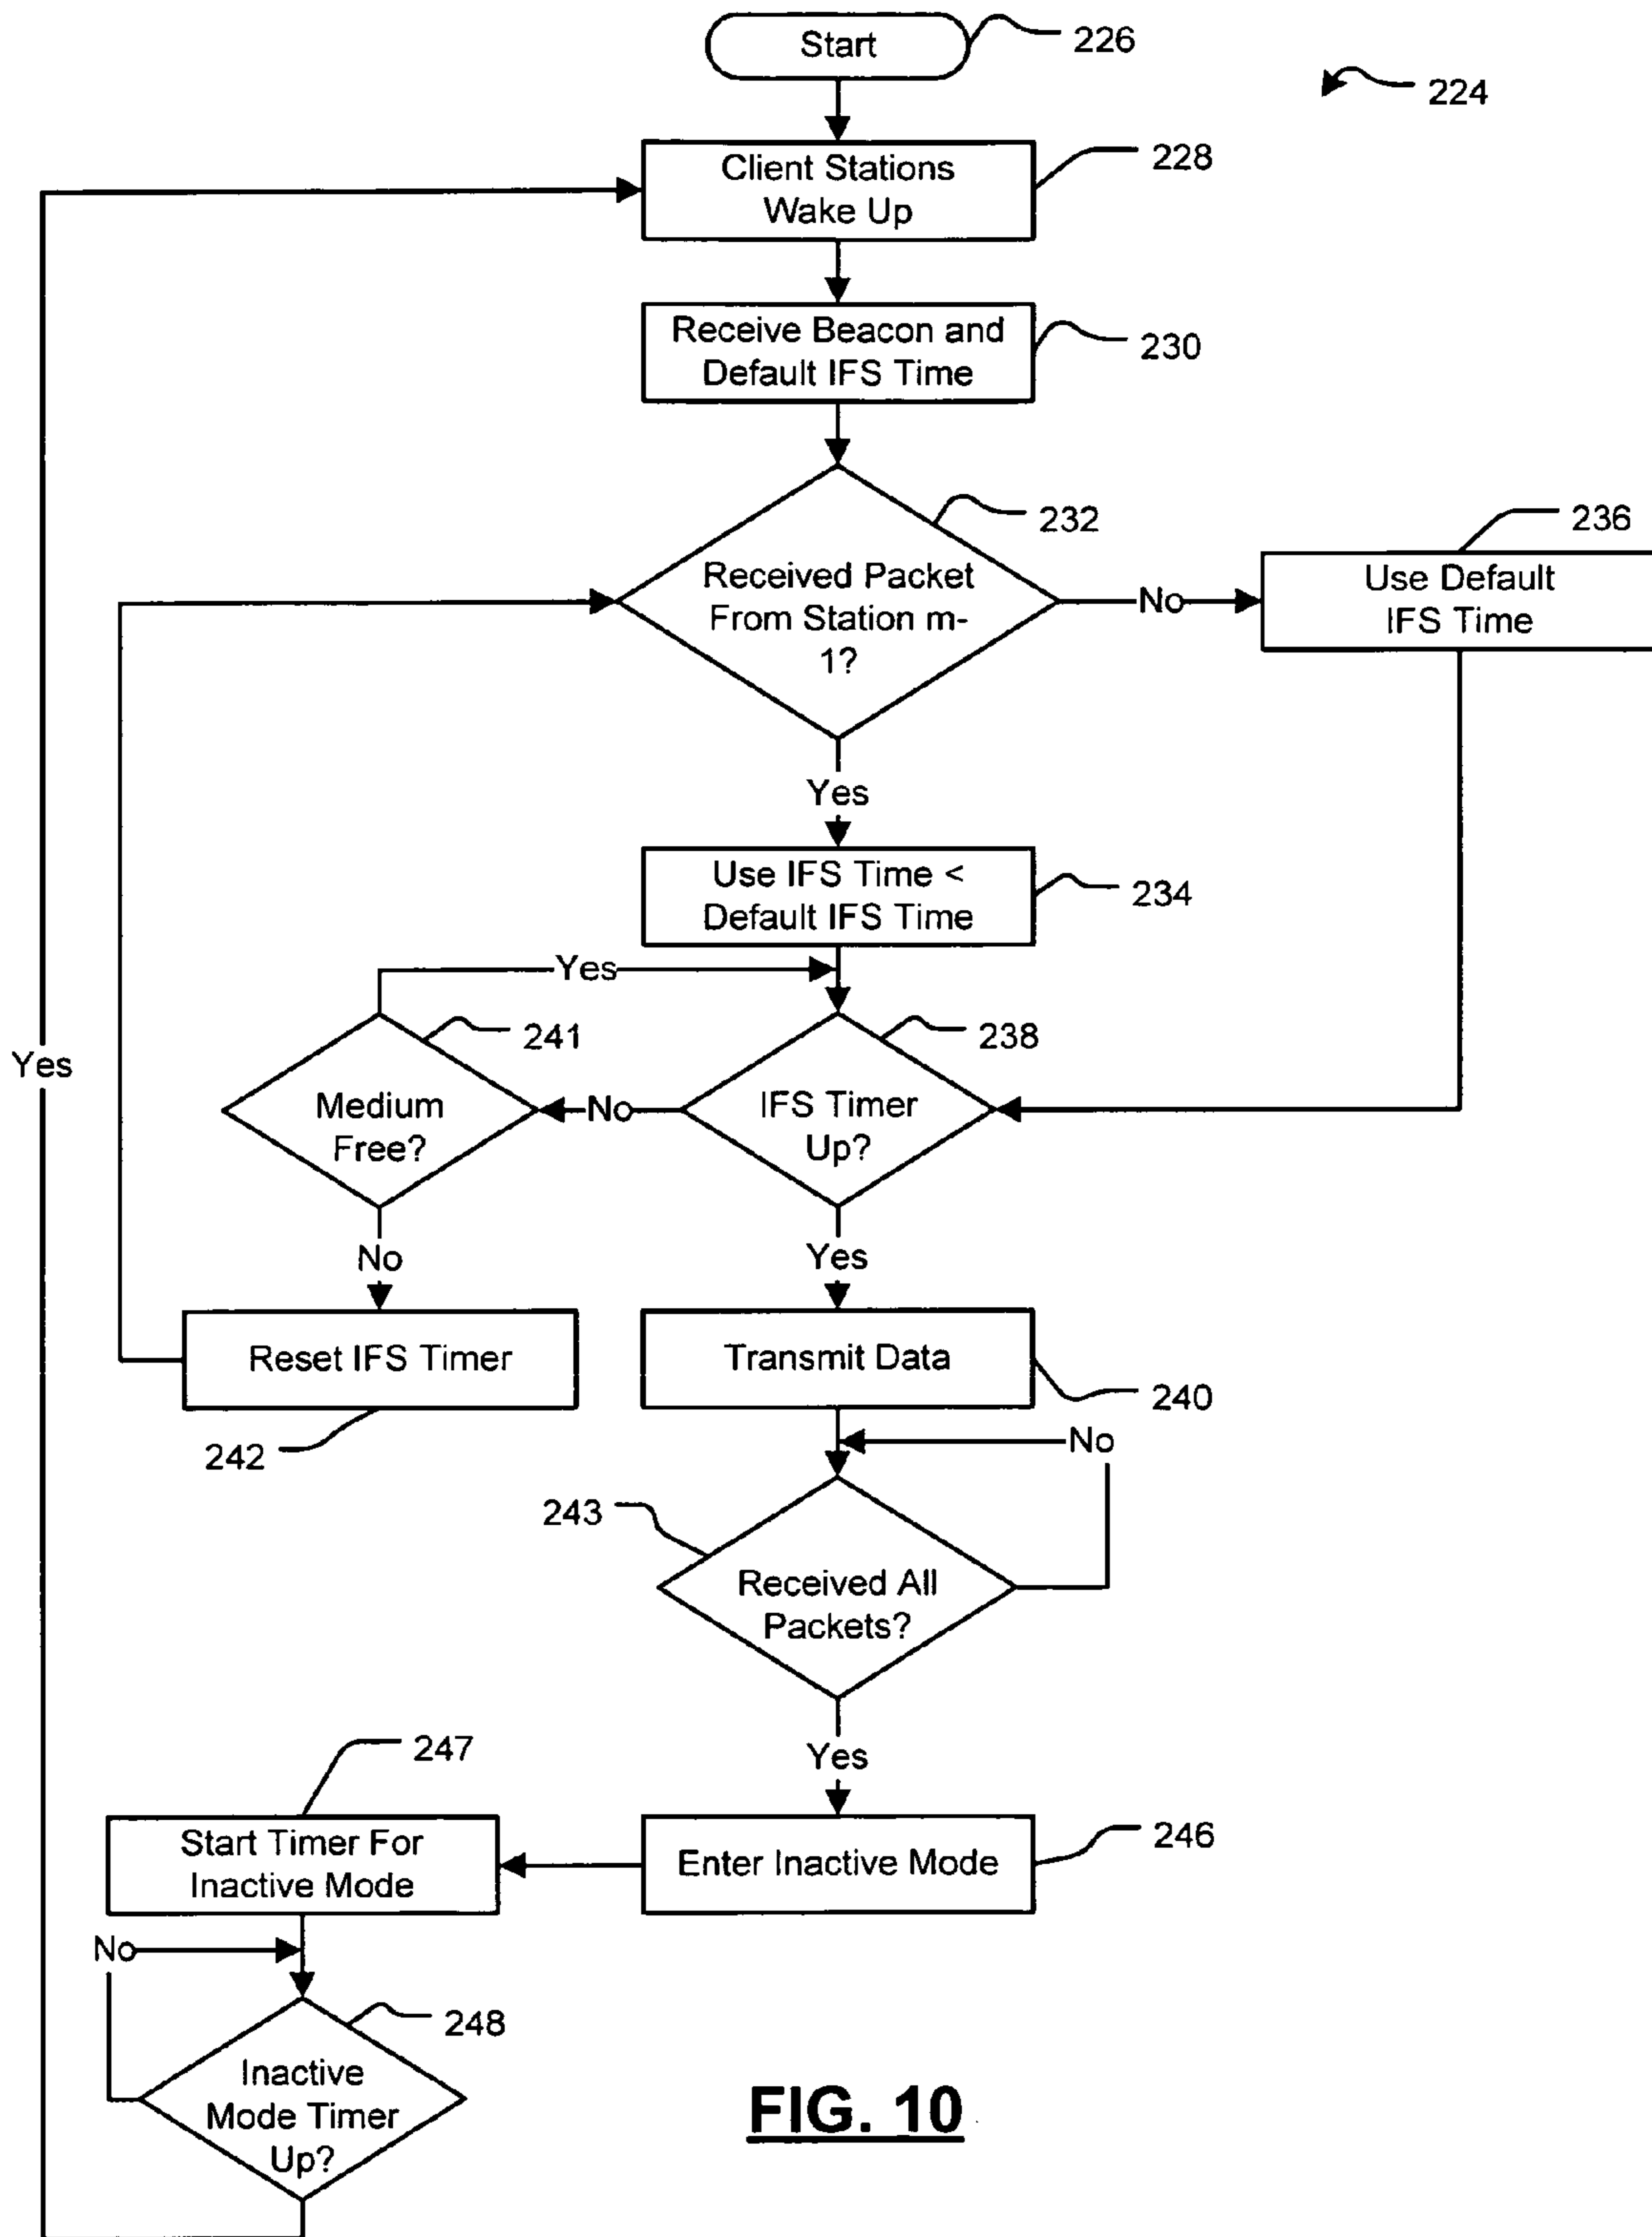 Start
226
224
Client Stations
Wake Up
228
Receive Beacon and
Default IFS Time
230
232
236
Received Packet
From Station m-
1?
No
Use Default
IFS Time
Yes
Use IFS Time <
Default IFS Time
234
Yes
241
238
Yes
Medium
Free?
No
IFS Timer
Up?
No
Yes
Reset IFS Timer
Transmit Data
240
242
No
243
Received All
Packets?
Yes
247
Start Timer For
Inactive Mode
Enter Inactive Mode
246
No
248
Inactive
Mode Timer
Up?
FIG. 10